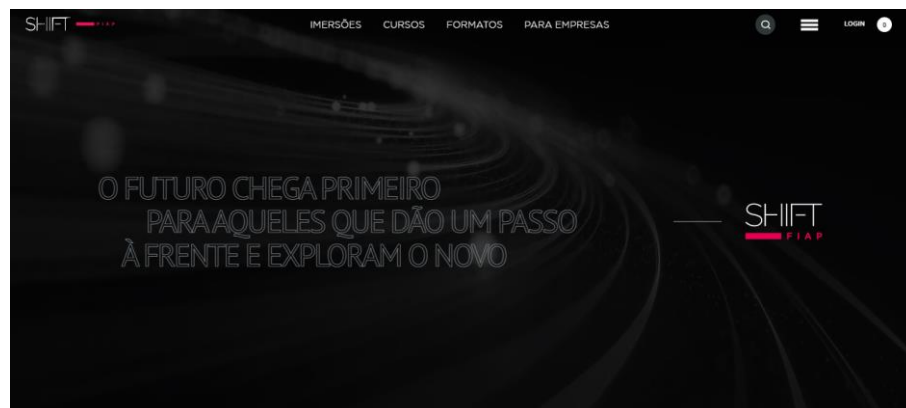 SHIFT FIAP
IMERSÕES CURSOS FORMATOS PARA EMPRESAS
LOGIN 0
O FUTURO CHEGA PRIMEIRO
PARA AQUELES QUE DÃO UM PASSO
À FRENTE E EXPLORAM O NOVO
SHIFT
FIAP